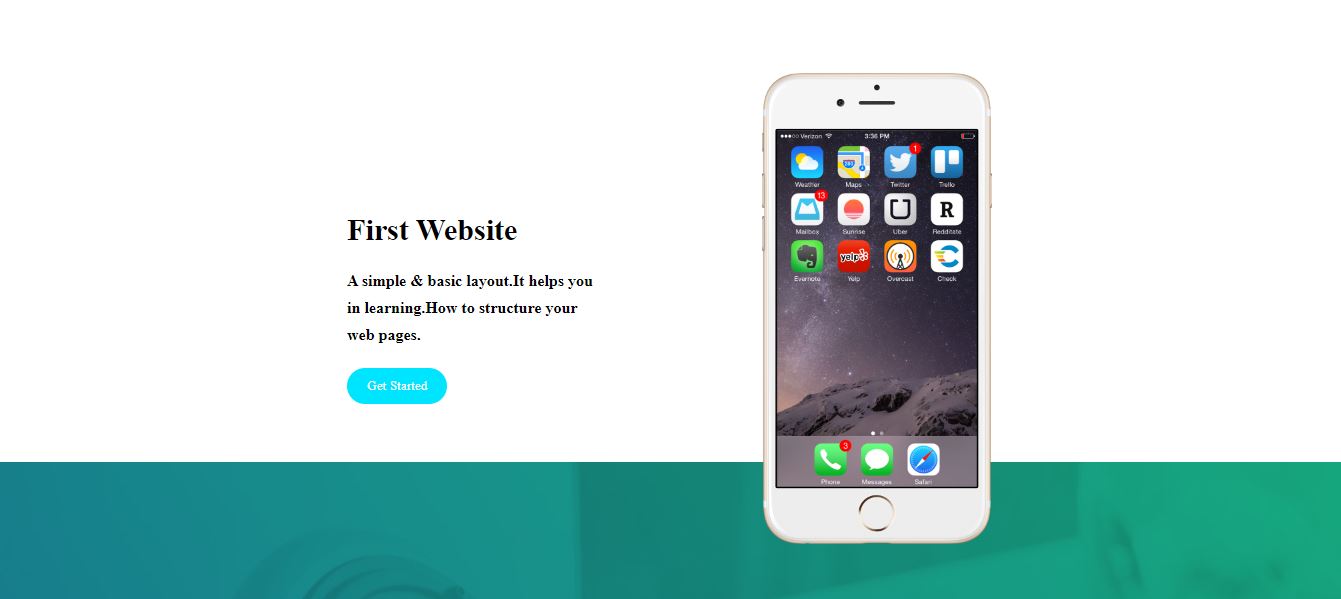 First Website
A simple & basic layout.It helps you
in learning.How to structure your
web pages.
Get Started
Verizon 3:36 PM
1
Weather Maps Twitter Trello
13
Mailbox Sunrise Uber Redditate
Evernote Yelp Overcast Check
3
Phone Messages Safari
280
R
yelp